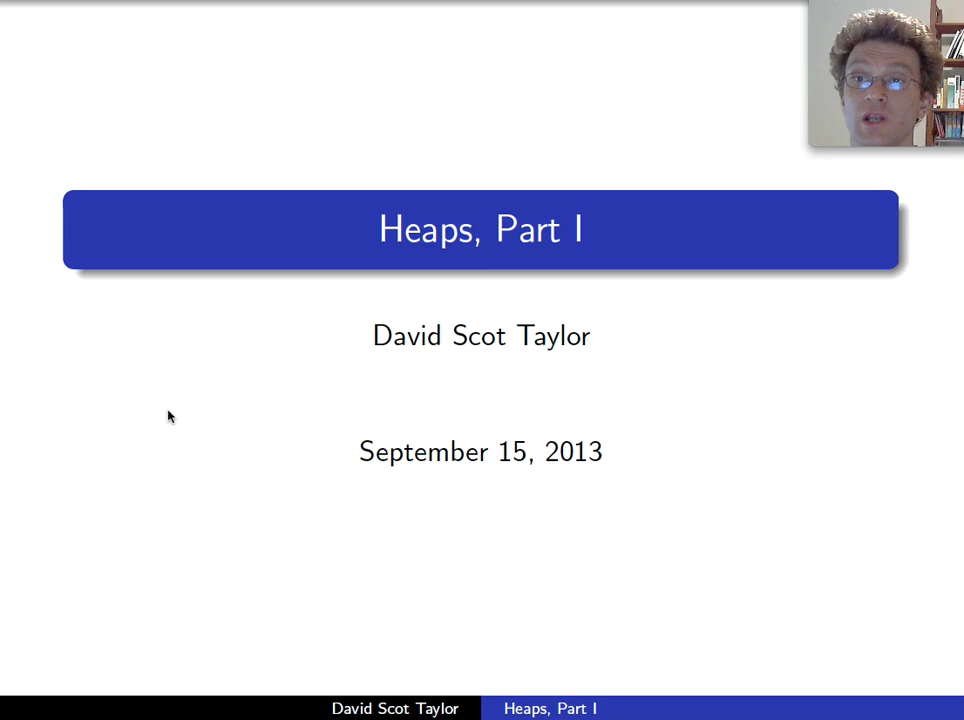 Heaps, Part I
David Scot Taylor
September 15, 2013
David Scot Taylor
Heaps, Part I